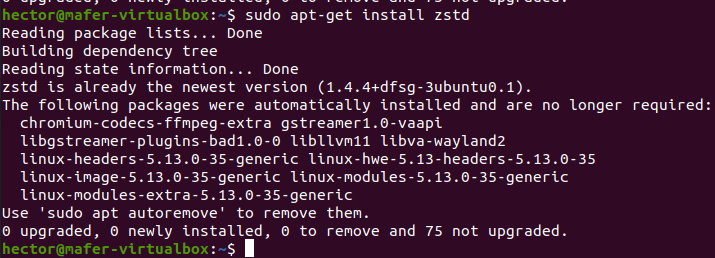 0 upgraded, 0 newly installed, 0 to remove and 75 not upgraded.
hector@mafer-virtualbox:~$ sudo apt-get install zstd
Reading package lists... Done
Building dependency tree
Reading state information... Done
zstd is already the newest version (1.4.4+dfsg-3ubuntu0.1).
The following packages were automatically installed and are no longer required:
  chromium-codecs-ffmpeg-extra gstreamer1.0-vaapi
  libgstreamer-plugins-bad1.0-0 libllvm11 libva-wayland2
  linux-headers-5.13.0-35-generic linux-hwe-5.13-headers-5.13.0-35
  linux-image-5.13.0-35-generic linux-modules-5.13.0-35-generic
  linux-modules-extra-5.13.0-35-generic
Use 'sudo apt autoremove' to remove them.
0 upgraded, 0 newly installed, 0 to remove and 75 not upgraded.
hector@mafer-virtualbox:~$